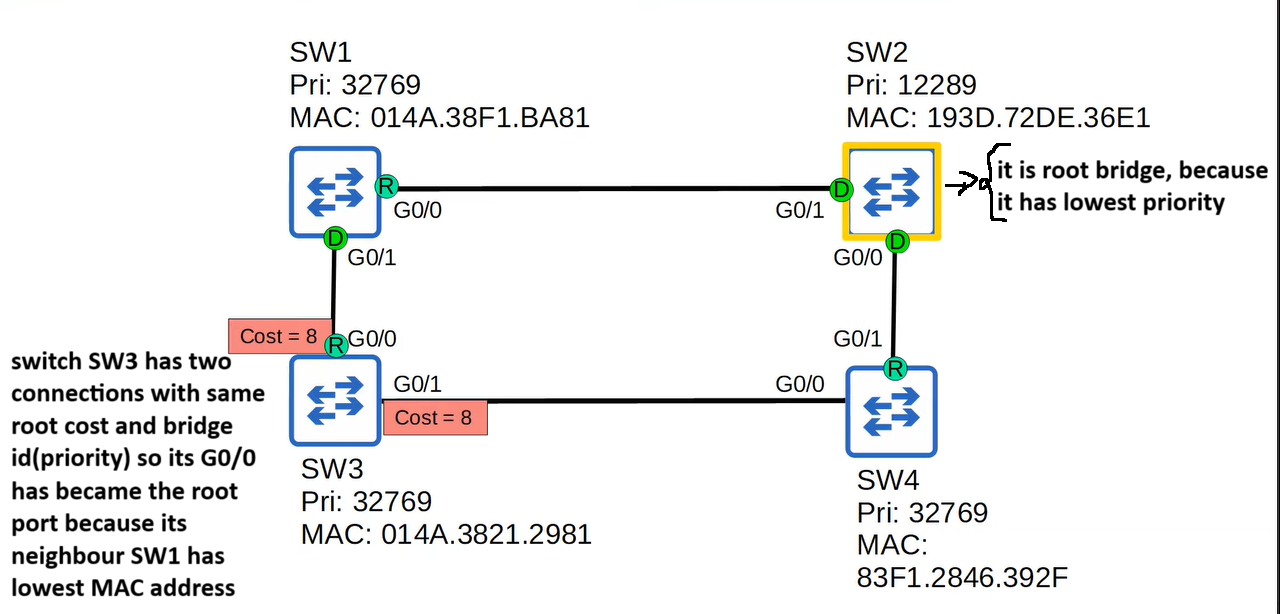 SW1
Pri: 32769
MAC: 014A.38F1.BA81
SW2
Pri: 12289
MAC: 193D.72DE.36E1
it is root bridge, because
it has lowest priority
R
G0/0
D
G0/1
D
G0/1
D
G0/0
Cost = 8
R
G0/0
G0/1
R
switch SW3 has two
connections with same
root cost and bridge
id(priority) so its G0/0
has became the root
port because its
neighbour SW1 has
lowest MAC address
G0/1
Cost = 8
G0/0
SW3
Pri: 32769
MAC: 014A.3821.2981
SW4
Pri: 32769
MAC:
83F1.2846.392F